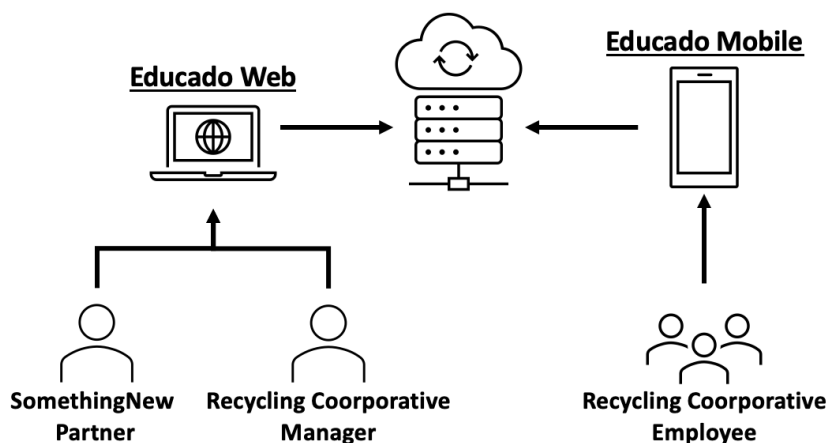 Educado Web
Educado Mobile
SomethingNew
Partner
Recycling Coorporative
Manager
Recycling Coorporative
Employee